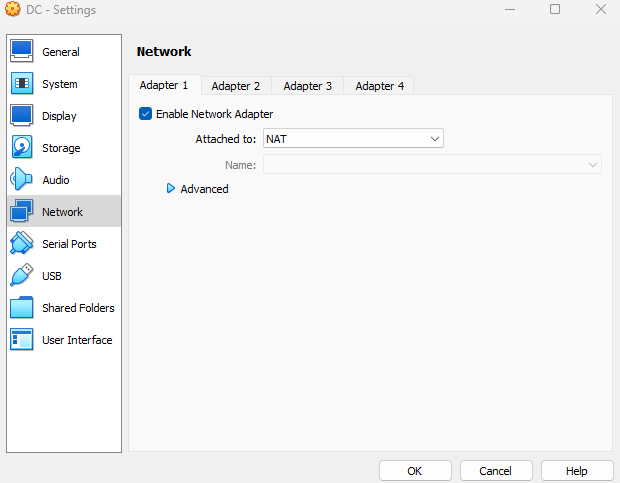 DC - Settings
General
System
Display
Storage
Audio
Network
Serial Ports
USB
Shared Folders
User Interface
Network
Adapter 1 Adapter 2 Adapter 3 Adapter 4
Enable Network Adapter
Attached to: NAT
Name:
Advanced
OK Cancel Help